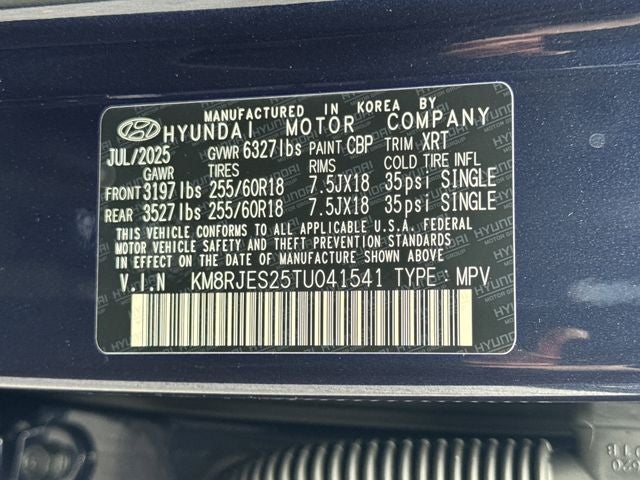 MANUFACTURED IN KOREA BY
HYUNDAI MOTOR COMPANY
JUL/2025 GVWR 6327lbs PAINT CBP TRIM XRT
GAWR TIRES RIMS COLD TIRE INFL
FRONT 3197lbs 255/60R18 7.5JX18 35psi SINGLE
REAR 3527lbs 255/60R18 7.5JX18 35psi SINGLE
THIS VEHICLE CONFORMS TO ALL APPLICABLE U.S.A. FEDERAL
MOTOR VEHICLE SAFETY, BUMPER, AND THEFT PREVENTION
STANDARDS IN EFFECT ON THE DATE OF MANUFACTURE SHOWN ABOVE.
V.I.N KM8RJES25TU041541 TYPE: MPV